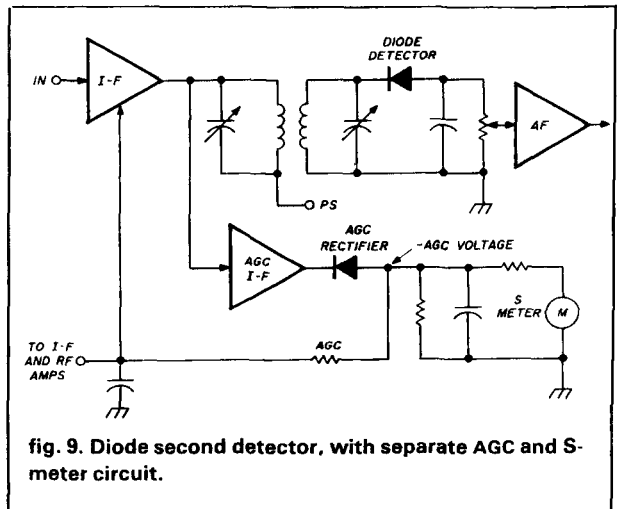 DIODE
DETECTOR
IN
I-F
AF
PS
AGC
RECTIFIER
-AGC VOLTAGE
AGC
I-F
S
METER
M
TO I-F
AND RF
AMPS
AGC
fig. 9. Diode second detector, with separate AGC and S-
meter circuit.